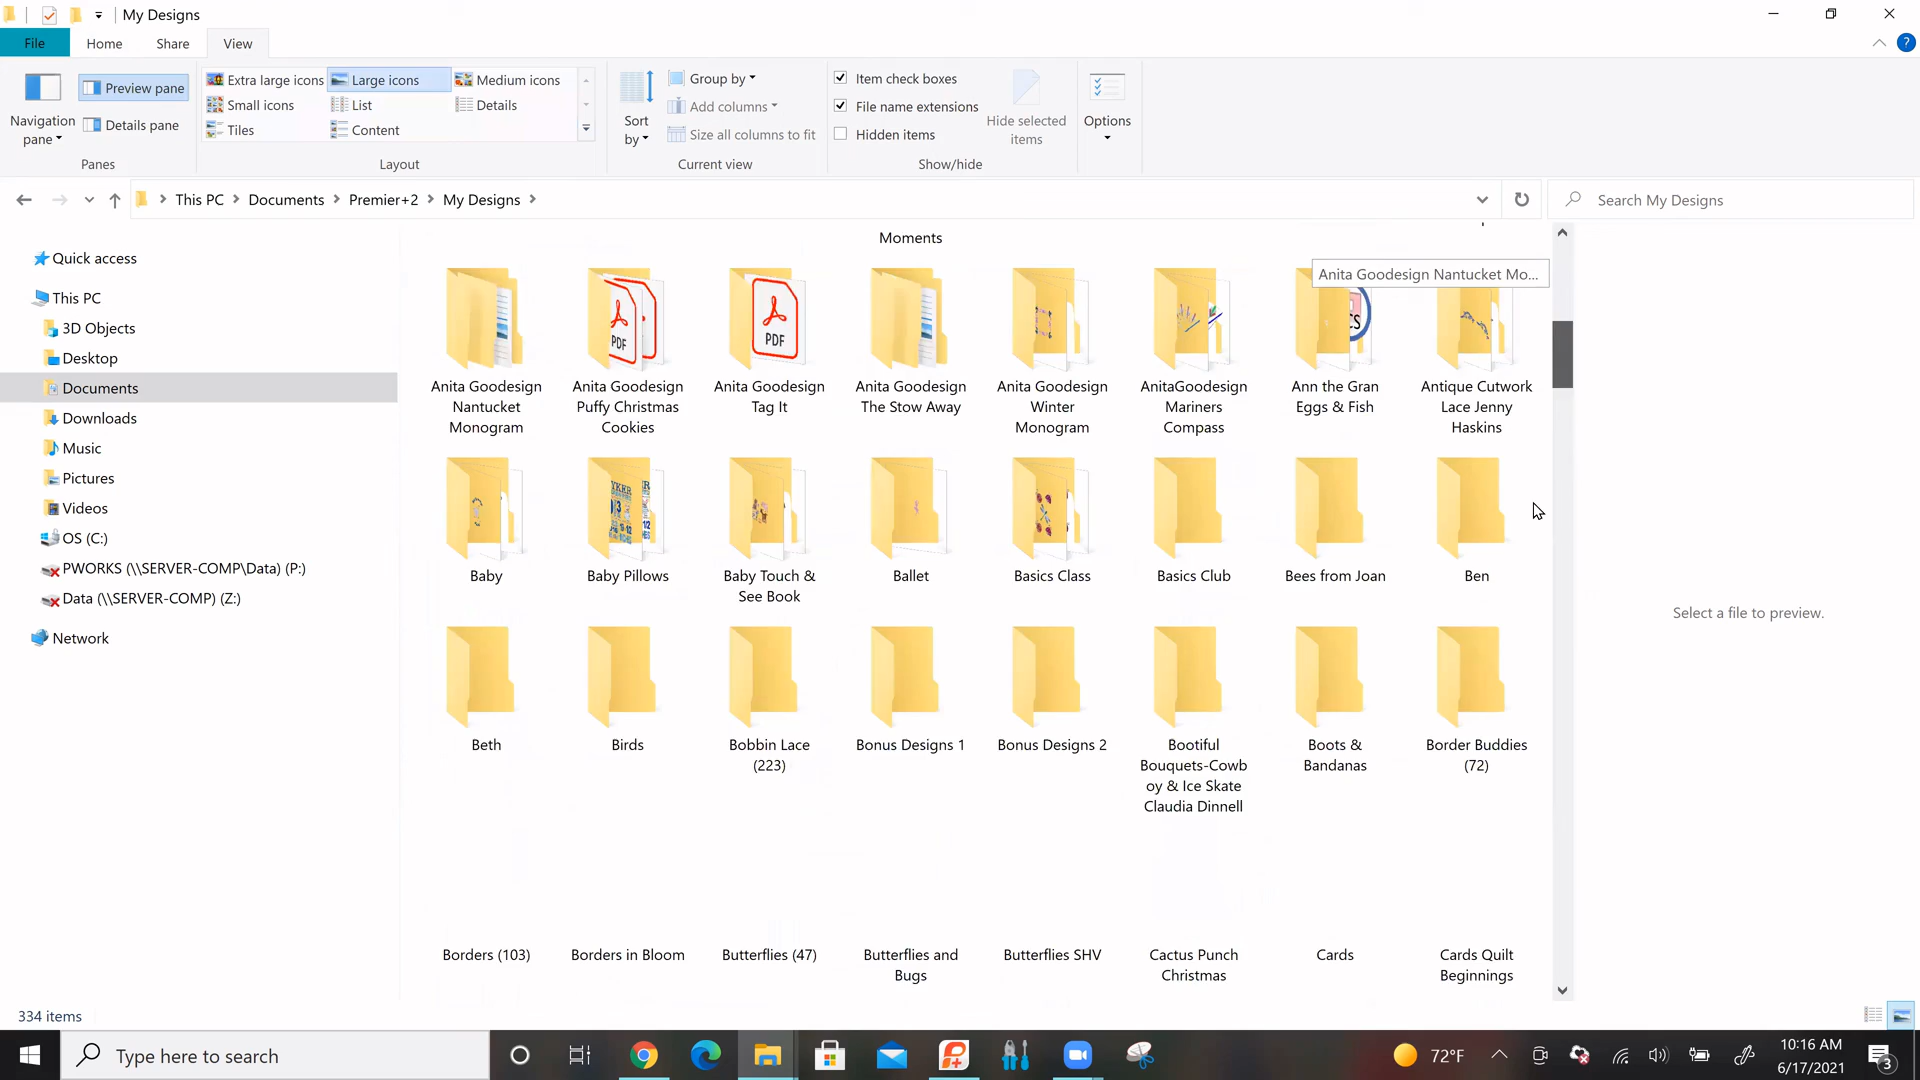 My Designs
File
Home
Share
View
?
Navigation pane
Preview pane
Details pane
Panes
Extra large icons
Large icons
Medium icons
Small icons
List
Details
Tiles
Content
Layout
Sort by
Group by
Add columns
Size all columns to fit
Current view
Item check boxes
File name extensions
Hidden items
Hide selected items
Show/hide
Options
This PC
Documents
Premier+2
My Designs
Search My Designs
Quick access
This PC
3D Objects
Desktop
Documents
Downloads
Music
Pictures
Videos
OS (C:)
PWORKS (\\SERVER-COMP\Data) (P:)
Data (\\SERVER-COMP) (Z:)
Network
Moments
Anita Goodesign Nantucket Mo...
PDF
PDF
Anita Goodesign
Nantucket
Monogram
Anita Goodesign
Puffy Christmas
Cookies
Anita Goodesign
Tag It
Anita Goodesign
The Stow Away
Anita Goodesign
Winter
Monogram
AnitaGoodesign
Mariners
Compass
Ann the Gran
Eggs & Fish
Antique Cutwork
Lace Jenny
Haskins
Baby
Baby Pillows
Baby Touch &
See Book
Ballet
Basics Class
Basics Club
Bees from Joan
Ben
Beth
Birds
Bobbin Lace
(223)
Bonus Designs 1
Bonus Designs 2
Bootiful
Bouquets-Cowb
oy & Ice Skate
Claudia Dinnell
Boots &
Bandanas
Border Buddies
(72)
Borders (103)
Borders in Bloom
Butterflies (47)
Butterflies and
Bugs
Butterflies SHV
Cactus Punch
Christmas
Cards
Cards Quilt
Beginnings
Select a file to preview.
334 items
Type here to search
72°F
10:16 AM
6/17/2021
3